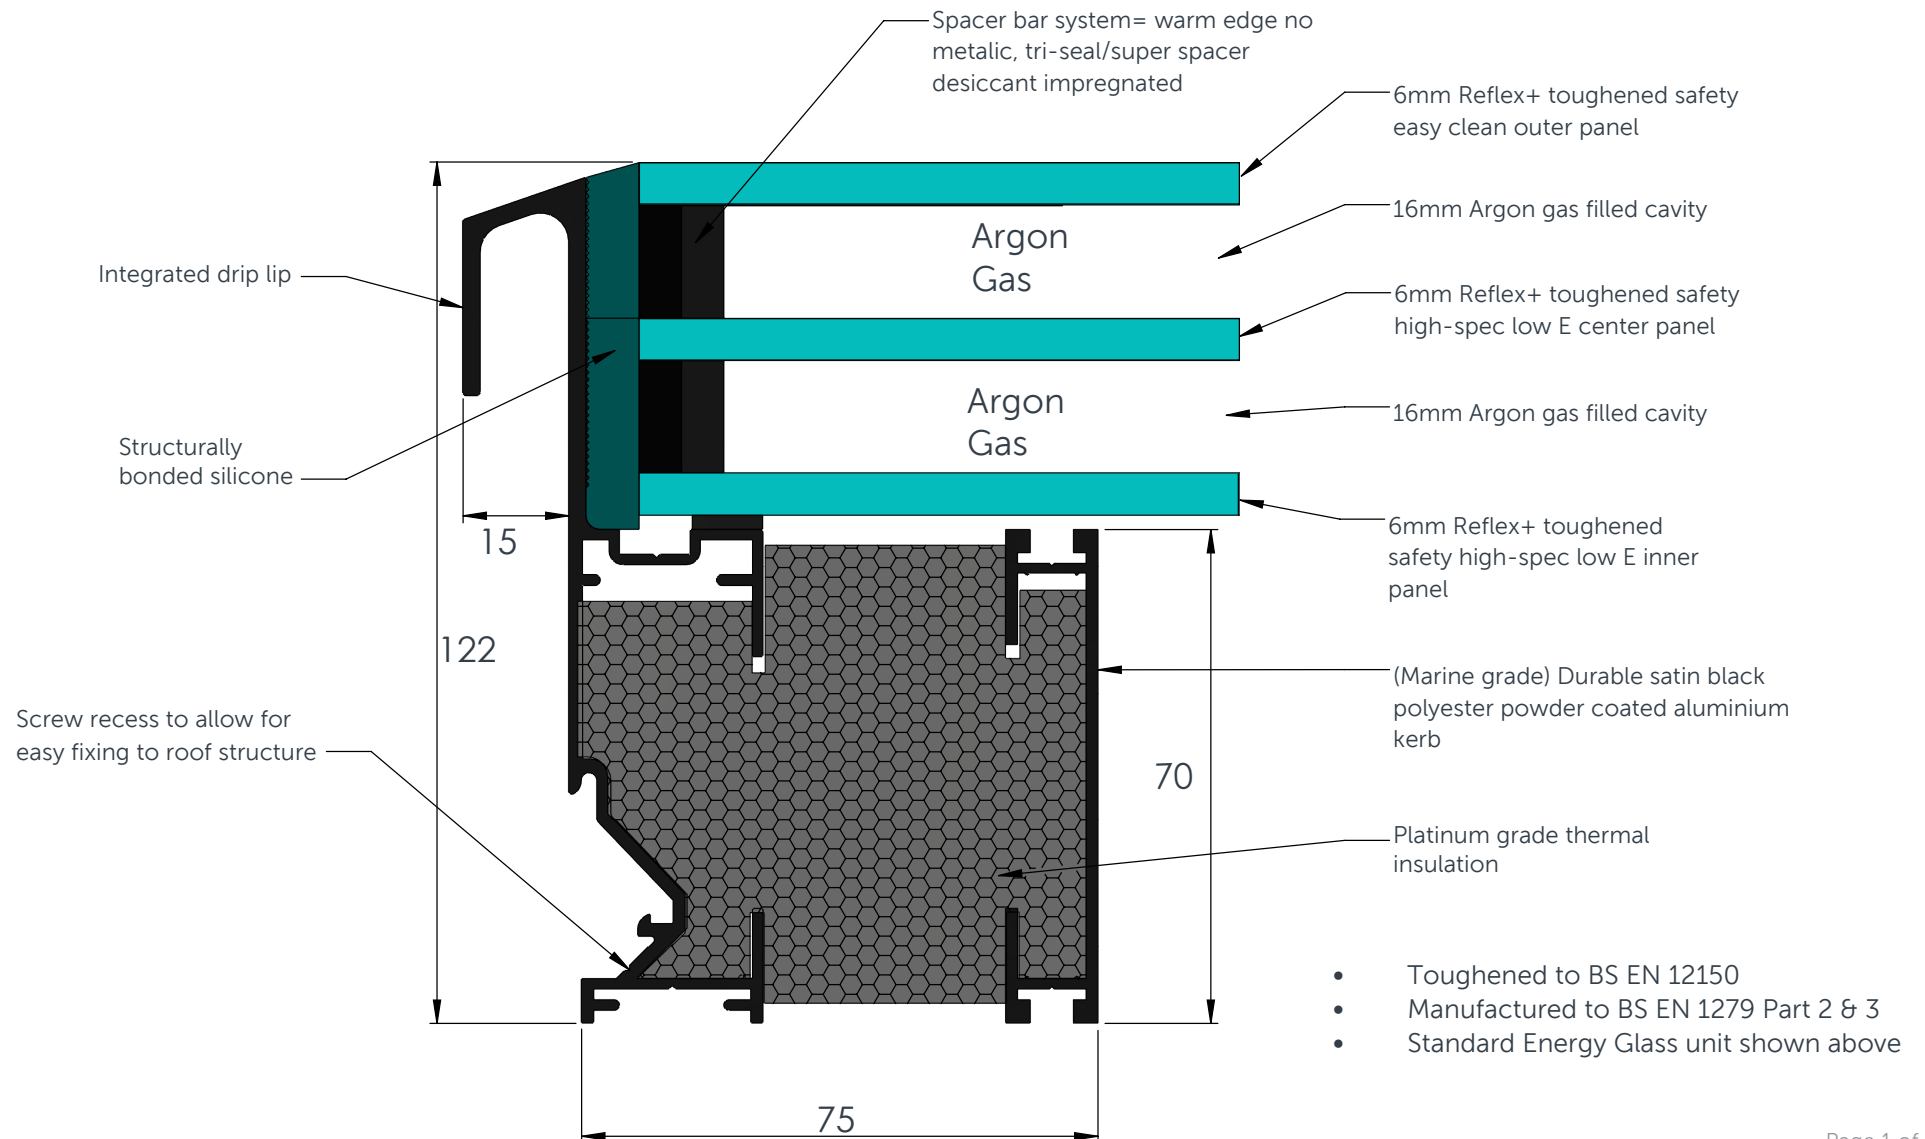 Spacer bar system= warm edge no
metalic, tri-seal/super spacer
desiccant impregnated
6mm Reflex+ toughened safety
easy clean outer panel
16mm Argon gas filled cavity
Argon
Gas
Integrated drip lip
6mm Reflex+ toughened safety
high-spec low E center panel
Argon
Gas
16mm Argon gas filled cavity
Structurally
bonded silicone
15
6mm Reflex+ toughened
safety high-spec low E inner
panel
122
(Marine grade) Durable satin black
polyester powder coated aluminium
kerb
Screw recess to allow for
easy fixing to roof structure
70
Platinum grade thermal
insulation
• Toughened to BS EN 12150
• Manufactured to BS EN 1279 Part 2 & 3
• Standard Energy Glass unit shown above
75
Page 1 of